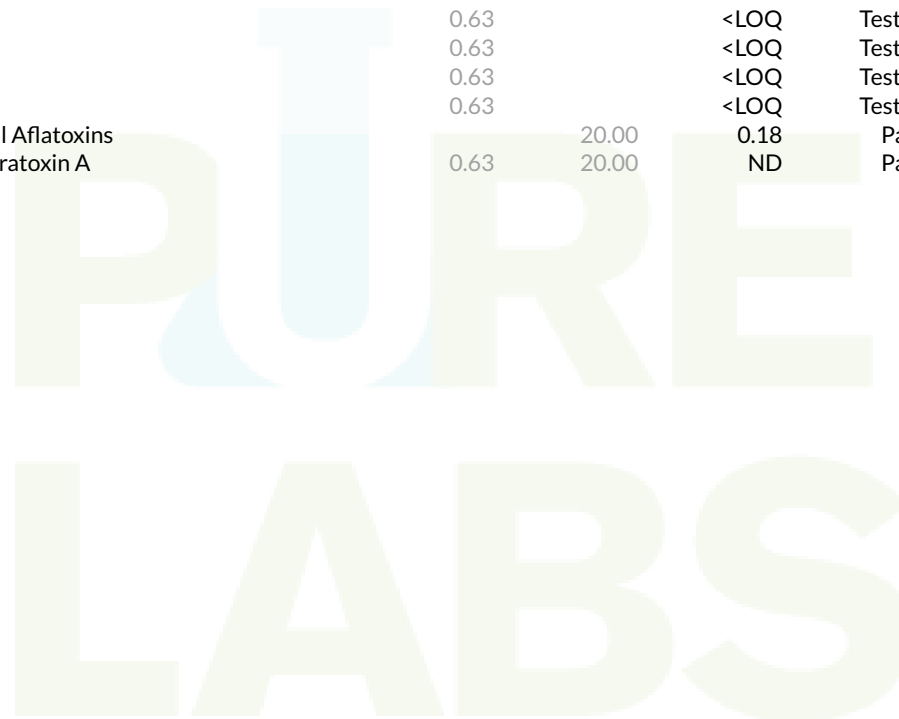 0.63 <LOQ Test
0.63 <LOQ Test
0.63 <LOQ Test
0.63 <LOQ Test
l Aflatoxins 20.00 0.18 Pa
ratoxin A 0.63 20.00 ND Pa
PURE
LABS